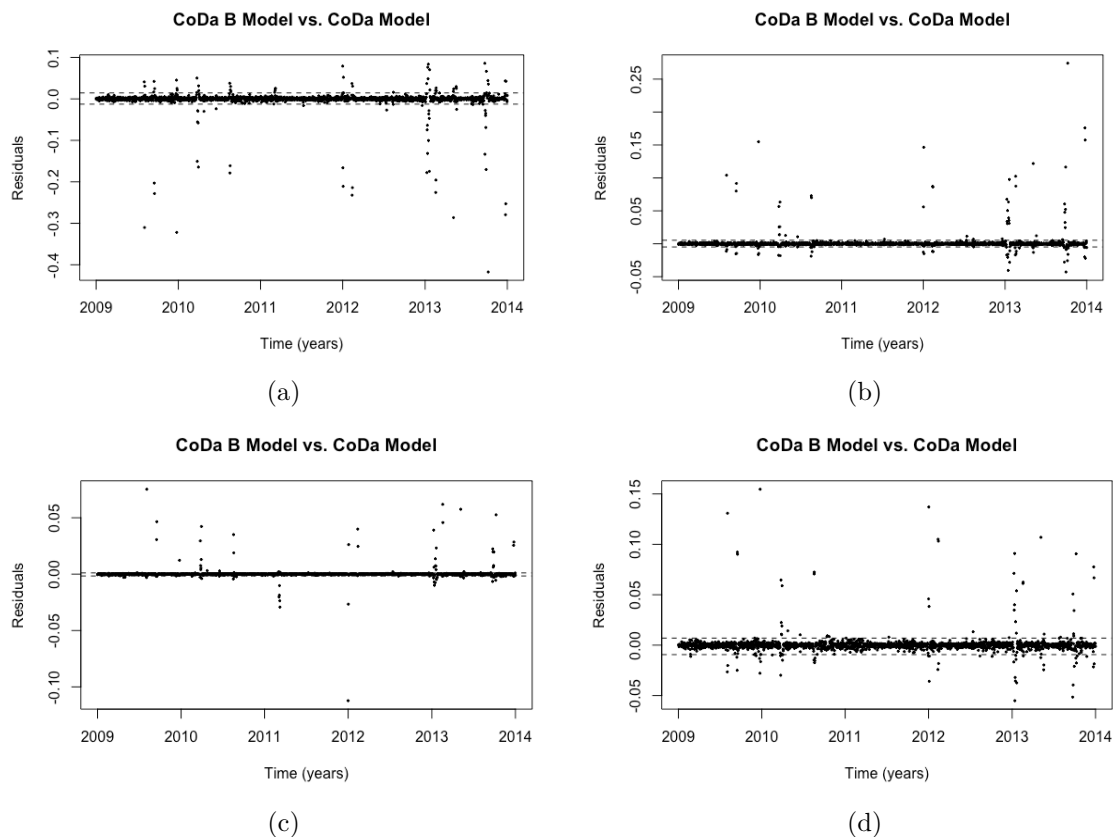 CoDa B Model vs. CoDa Model
Residuals
0.1
0.0
-0.1
-0.2
-0.3
-0.4
2009 2010 2011 2012 2013 2014
Time (years)
(a)
CoDa B Model vs. CoDa Model
Residuals
0.25
0.15
0.05
-0.05
2009 2010 2011 2012 2013 2014
Time (years)
(b)
CoDa B Model vs. CoDa Model
Residuals
0.05
0.00
-0.05
-0.10
2009 2010 2011 2012 2013 2014
Time (years)
(c)
CoDa B Model vs. CoDa Model
Residuals
0.15
0.10
0.05
0.00
-0.05
2009 2010 2011 2012 2013 2014
Time (years)
(d)